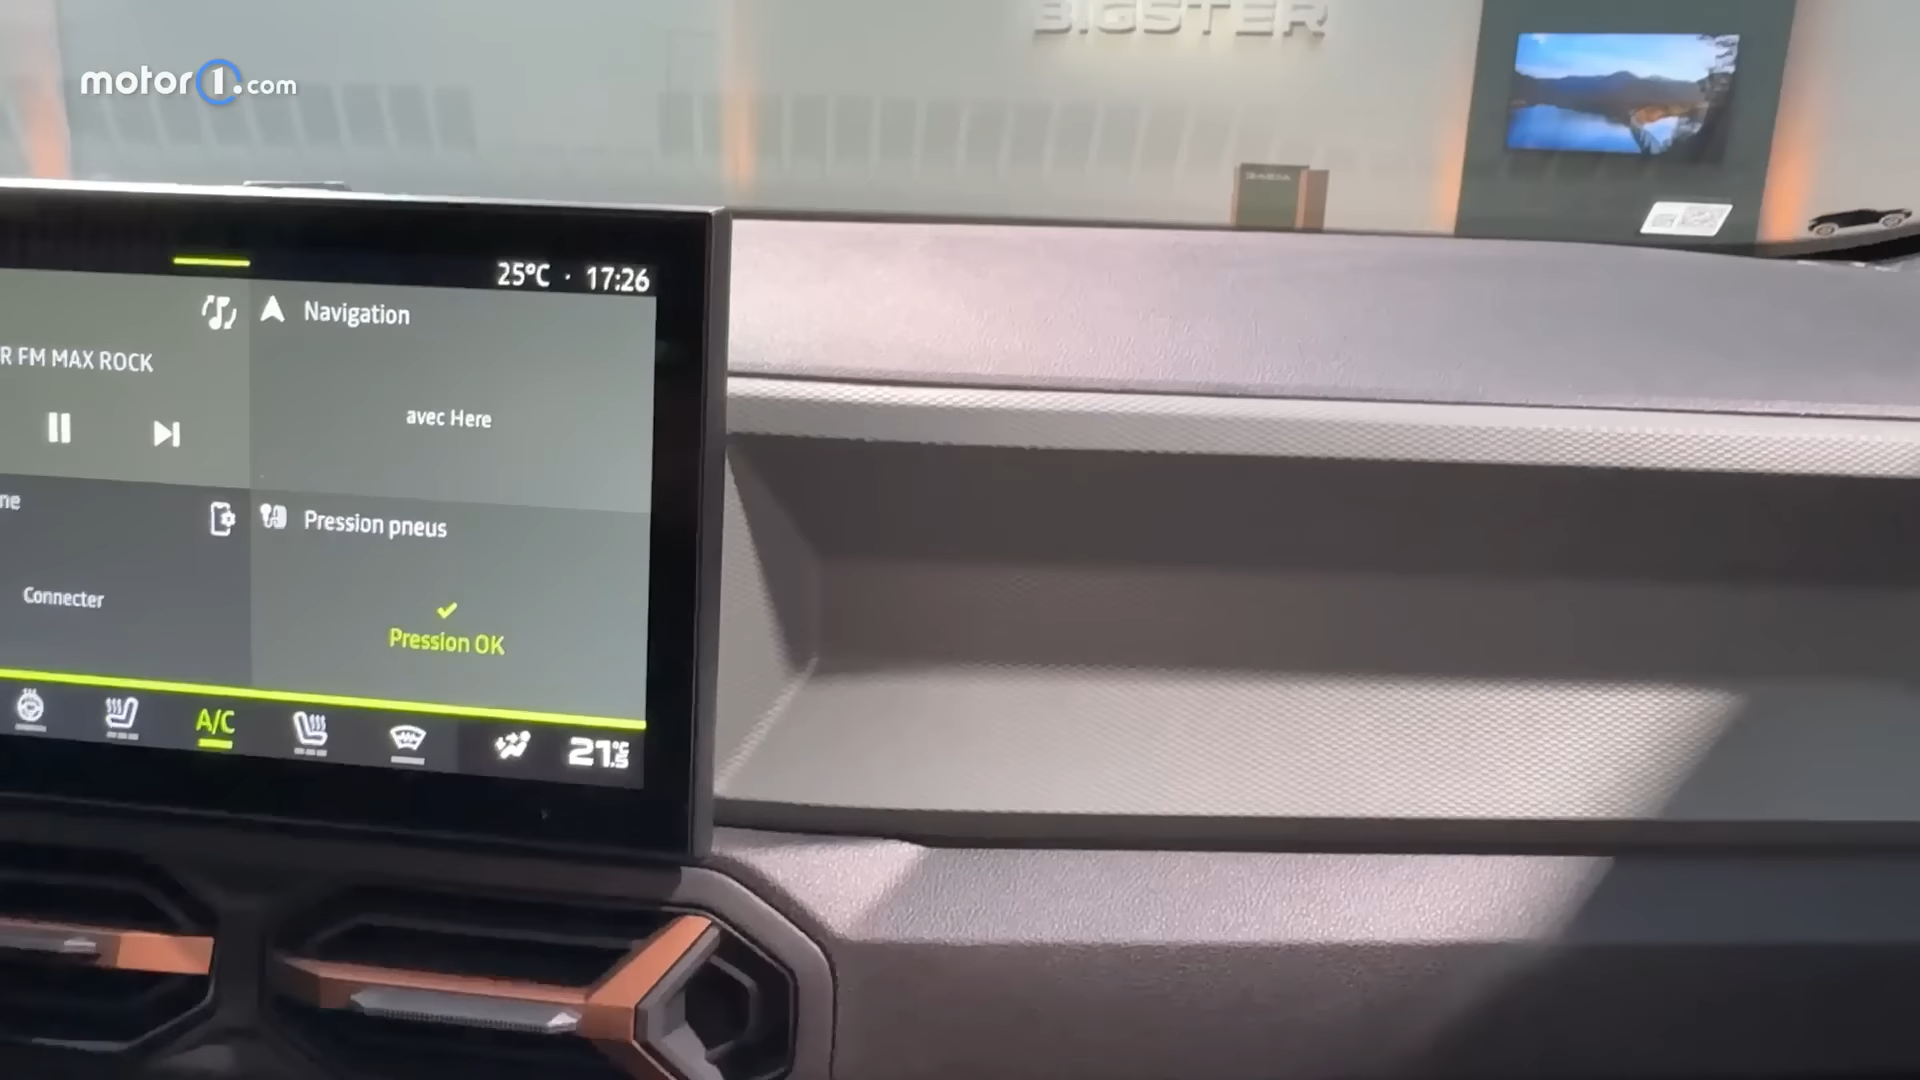 BIGSTER
motor1.com
25°C · 17:26
Navigation
R FM MAX ROCK
avec Here
ne
Pression pneus
Connecter
Pression OK
A/C
21.5°C